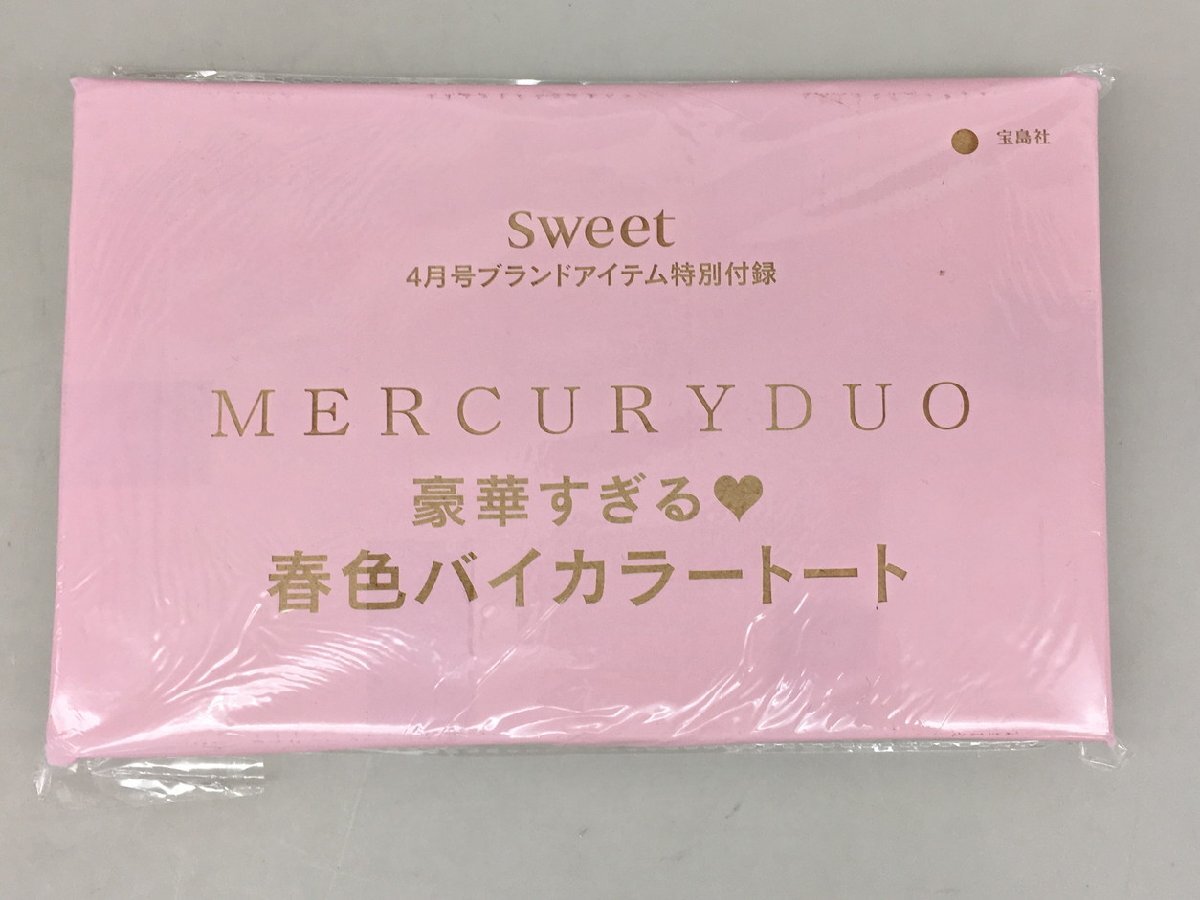 宝島社
sweet
4月号ブランドアイテム特別付録
MERCURYDUO
豪華すぎる♥
春色バイカラートート